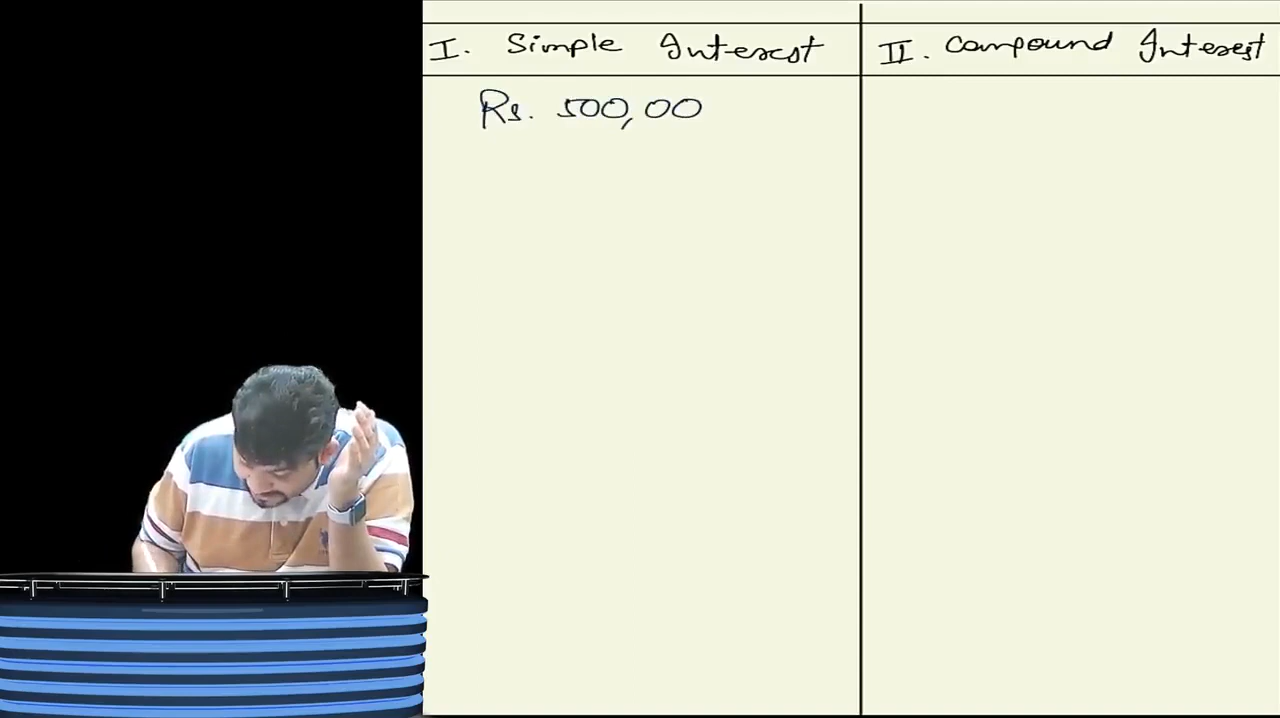 I. Simple Interest
II. Compound Interest
Rs. 500,00